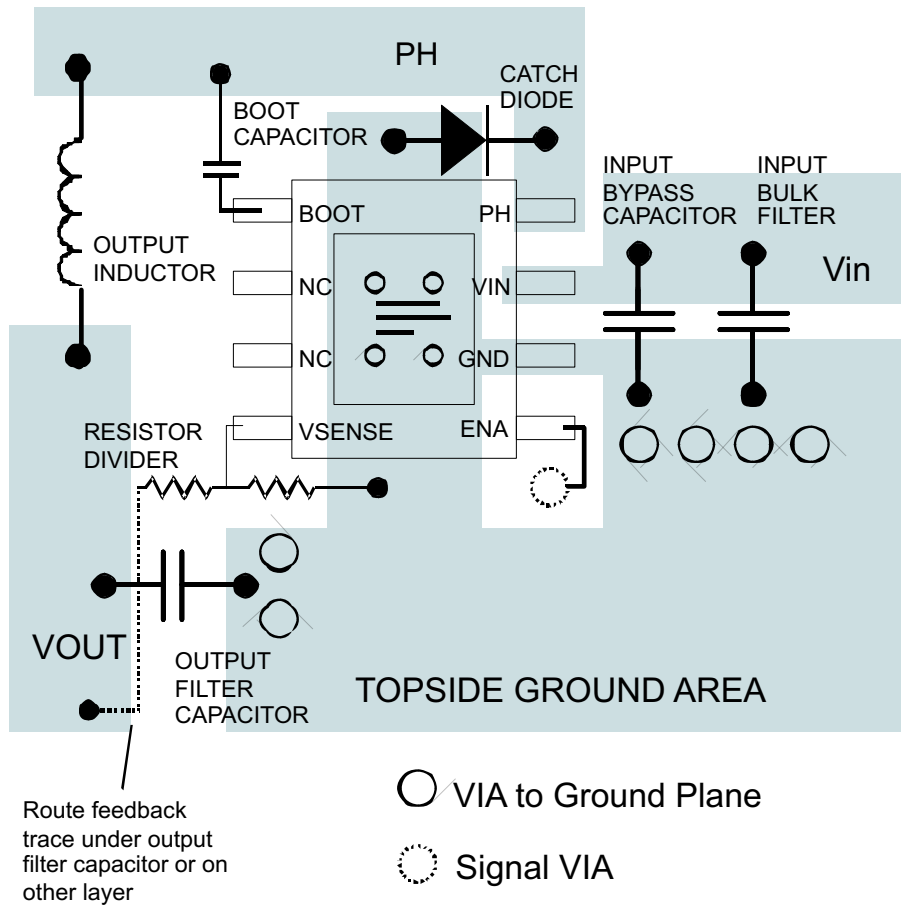 PH
CATCH
DIODE
BOOT
CAPACITOR
INPUT
BYPASS
CAPACITOR
INPUT
BULK
FILTER
BOOT
PH
OUTPUT
INDUCTOR
NC
VIN
Vin
NC
GND
RESISTOR
DIVIDER
VSENSE
ENA
VOUT
OUTPUT
FILTER
CAPACITOR
TOPSIDE GROUND AREA
Route feedback
trace under output
filter capacitor or on
other layer
VIA to Ground Plane
Signal VIA